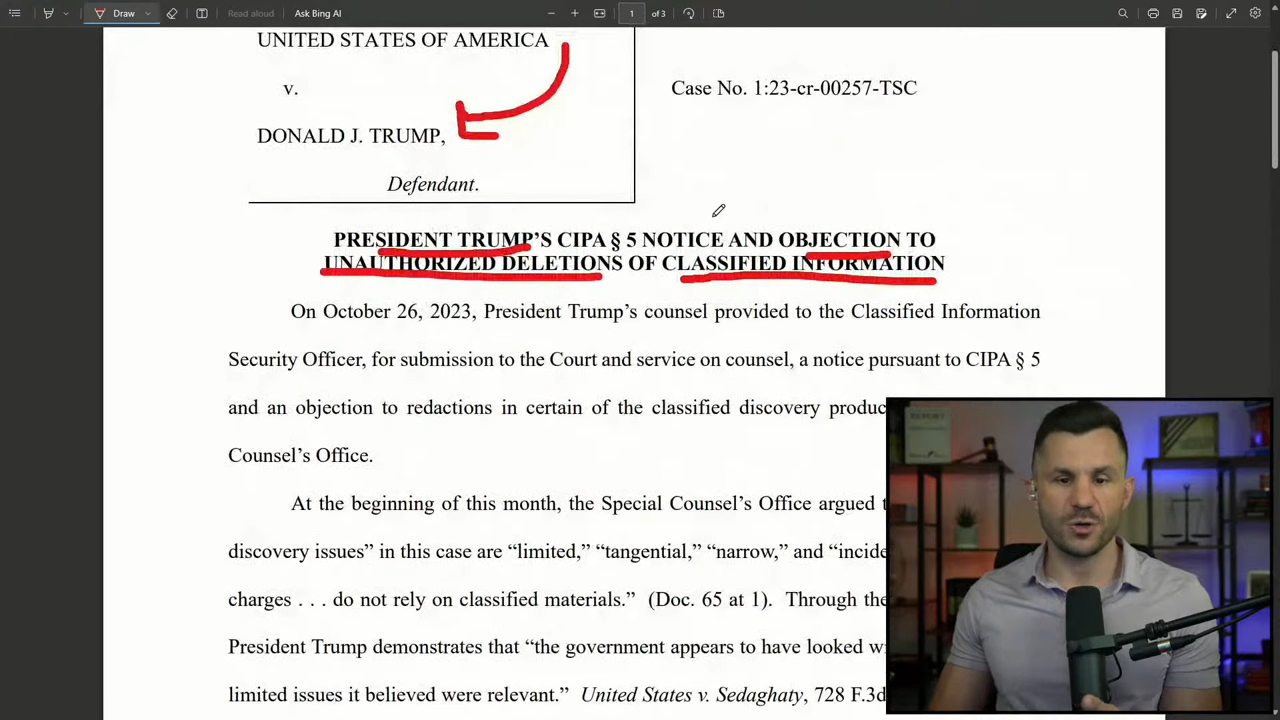 Draw
Read aloud
Ask Bing AI
1
of 3
UNITED STATES OF AMERICA
v.
Case No. 1:23-cr-00257-TSC
DONALD J. TRUMP,
Defendant.
PRESIDENT TRUMP’S CIPA § 5 NOTICE AND OBJECTION TO
UNAUTHORIZED DELETIONS OF CLASSIFIED INFORMATION
On October 26, 2023, President Trump’s counsel provided to the Classified Information
Security Officer, for submission to the Court and service on counsel, a notice pursuant to CIPA § 5
and an objection to redactions in certain of the classified discovery
Counsel’s Office.
At the beginning of this month, the Special Counsel’s Office argued
discovery issues” in this case are “limited,” “tangential,” “narrow,” and
charges . . . do not rely on classified materials.” (Doc. 65 at 1). Through the
President Trump demonstrates that “the government appears to have looked
limited issues it believed were relevant.” United States v. Sedaghaty, 728 F.3d